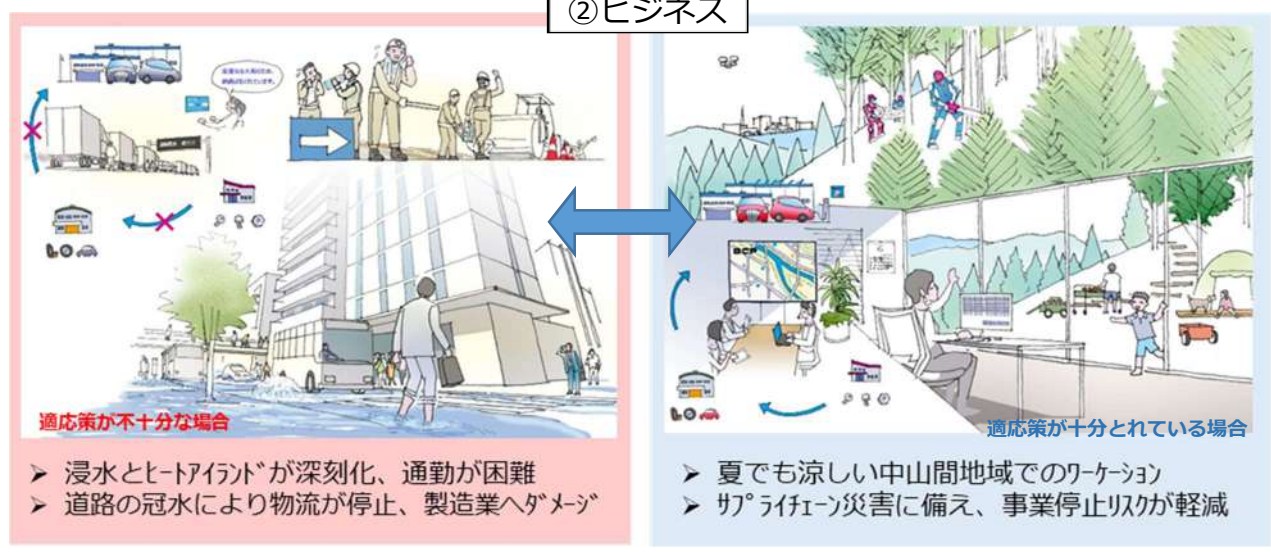 ②ビジネス
BCP
適応策が不十分な場合
適応策が十分とれている場合
➤ 浸水とﾋｰﾄｱｲﾗﾝﾄﾞが深刻化、通勤が困難
➤ 道路の冠水により物流が停止、製造業へﾀﾞﾒｰｼﾞ
➤ 夏でも涼しい中山間地域でのﾜｰｹｰｼｮﾝ
➤ ｻﾌﾟﾗｲﾁｪｰﾝ災害に備え、事業停止ﾘｽｸが軽減